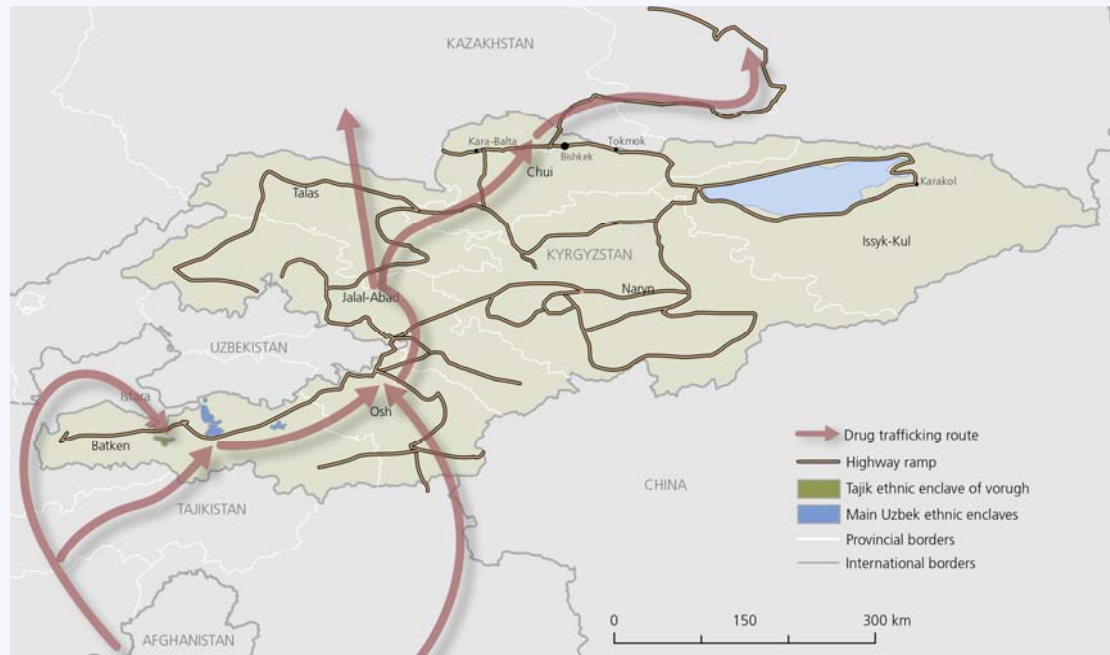 KAZAKHSTAN
Kara-Balta
Tokmok
Bishkek
Chui
Karakol
Talas
Issyk-Kul
KYRGYZSTAN
Naryn
Jalal-Abad
UZBEKISTAN
Isfara
Osh
Batken
TAJIKISTAN
CHINA
AFGHANISTAN
Drug trafficking route
Highway ramp
Tajik ethnic enclave of vorugh
Main Uzbek ethnic enclaves
Provincial borders
International borders
0 150 300 km